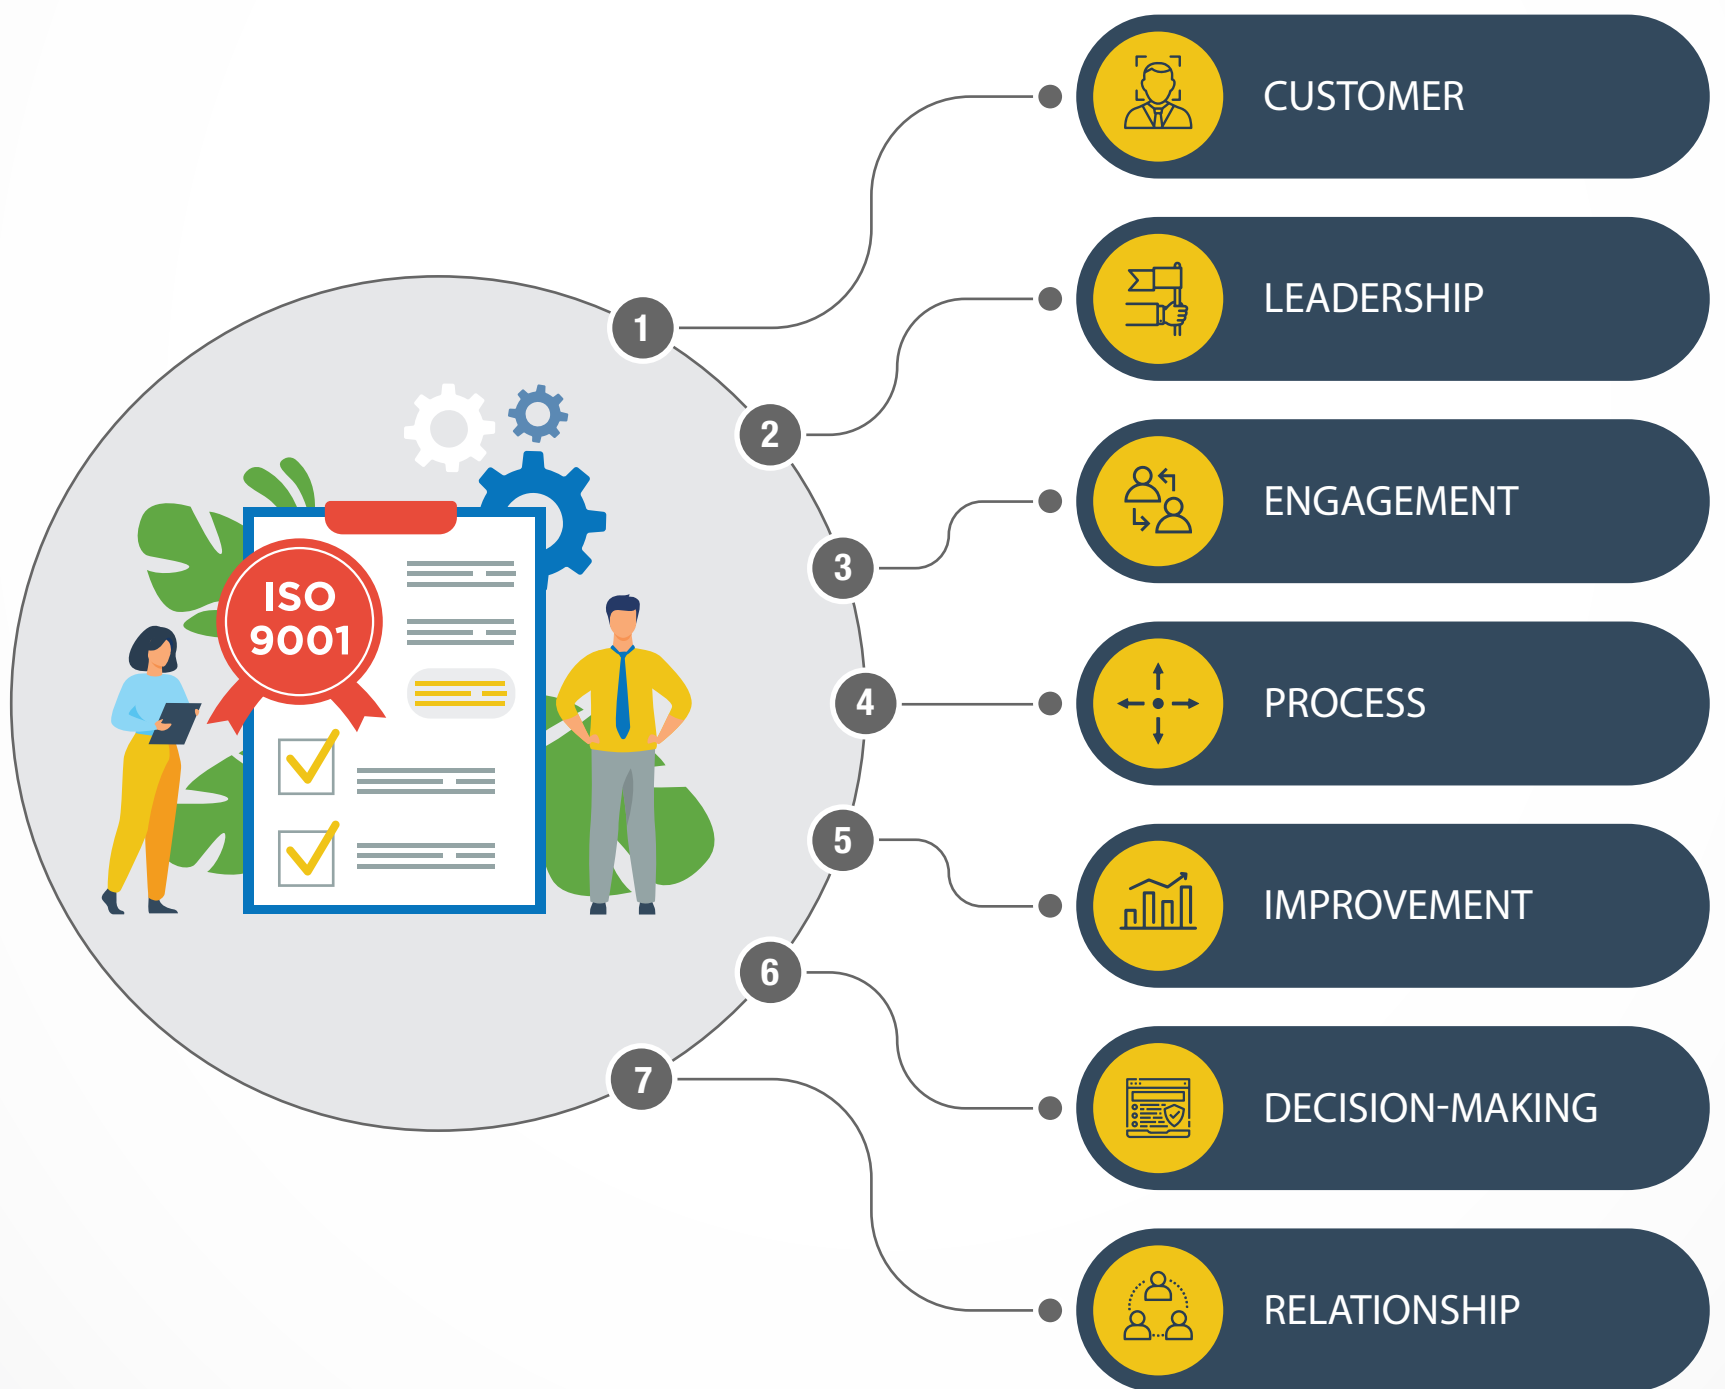 ISO
9001
1
CUSTOMER
2
LEADERSHIP
3
ENGAGEMENT
4
PROCESS
5
IMPROVEMENT
6
DECISION-MAKING
7
RELATIONSHIP